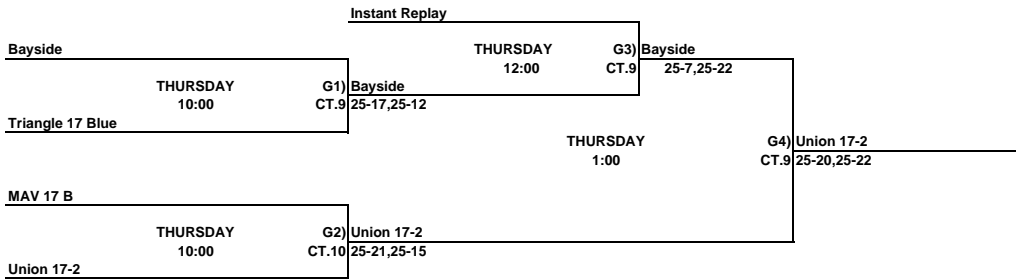 Instant Replay
Bayside THURSDAY G3) Bayside
12:00 CT.9 25-7,25-22
THURSDAY G1) Bayside
10:00 CT.9 25-17,25-12
Triangle 17 Blue
THURSDAY G4) Union 17-2
1:00 CT.9 25-20,25-22
MAV 17 B
THURSDAY G2) Union 17-2
10:00 CT.10 25-21,25-15
Union 17-2